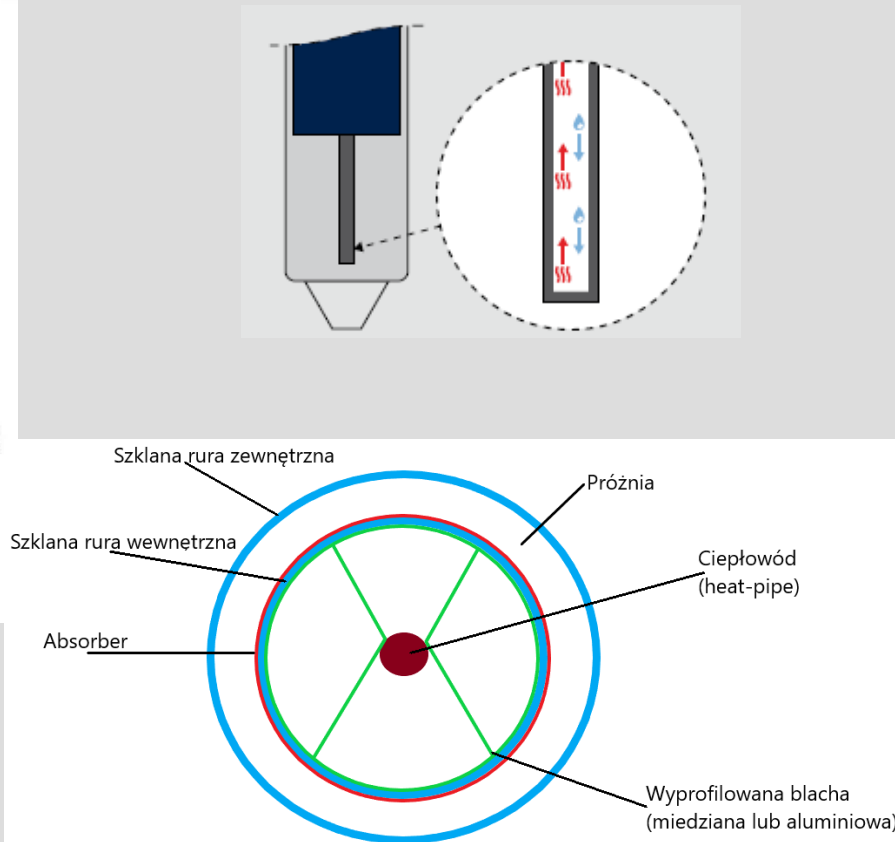 Szklana rura zewnętrzna
Próżnia
Szklana rura wewnętrzna
Ciepłowód
(heat-pipe)
Absorber
Wyprofilowana blacha
(miedziana lub aluminiowa)